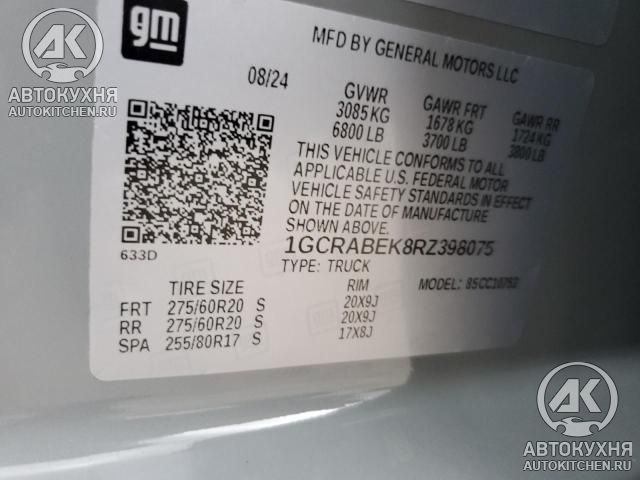 gm
MFD BY GENERAL MOTORS LLC
08/24
GVWR GAWR FRT GAWR RR
3085 KG 1678 KG 1724 KG
6800 LB 3700 LB 3800 LB
THIS VEHICLE CONFORMS TO ALL
APPLICABLE U.S. FEDERAL MOTOR
VEHICLE SAFETY STANDARDS IN EFFECT
ON THE DATE OF MANUFACTURE
SHOWN ABOVE.
633D
1GCRABEK8RZ398075
TYPE: TRUCK MODEL:
TIRE SIZE RIM
FRT 275/60R20 S 20X9J
RR 275/60R20 S 20X9J
SPA 255/80R17 S 17X8J
АК
АВТОКУХНЯ
AUTOKITCHEN.RU
АК
АВТОКУХНЯ
AUTOKITCHEN.RU